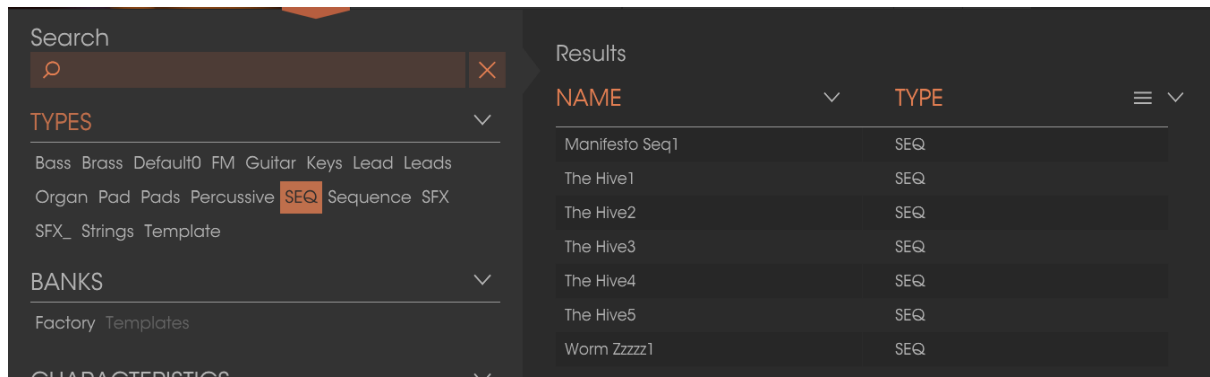 Search
TYPES
Bass Brass Default0 FM Guitar Keys Lead Leads
Organ Pad Pads Percussive SEQ Sequence SFX
SFX_ Strings Template
BANKS
Factory Templates
CHARACTERISTICS
Results
NAME TYPE
Manifesto Seq1 SEQ
The Hive1 SEQ
The Hive2 SEQ
The Hive3 SEQ
The Hive4 SEQ
The Hive5 SEQ
Worm Zzzzz1 SEQ